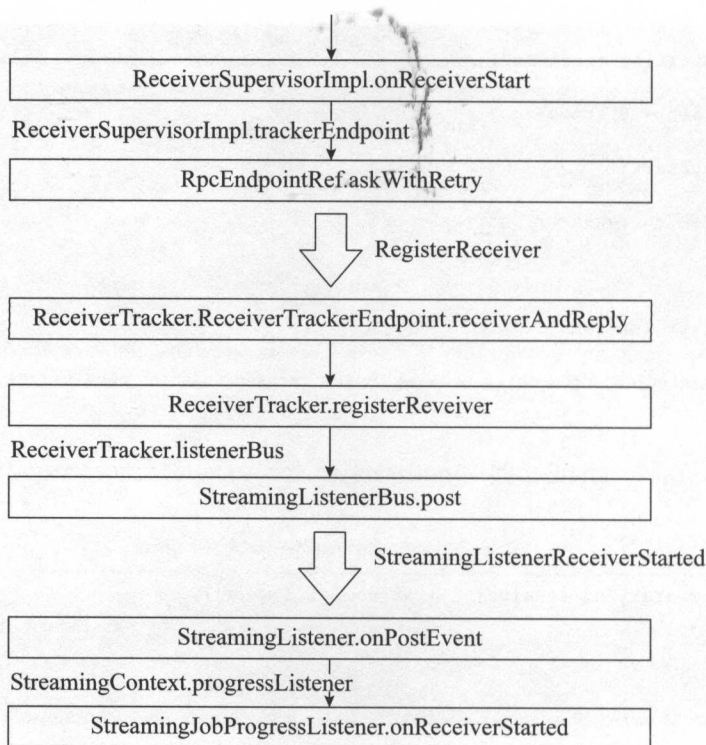 ReceiverSupervisorImpl.onReceiverStart
ReceiverSupervisorImpl.trackerEndpoint
RpcEndpointRef.askWithRetry
RegisterReceiver
ReceiverTracker.ReceiverTrackerEndpoint.receiverAndReply
ReceiverTracker.registerReveiver
ReceiverTracker.listenerBus
StreamingListenerBus.post
StreamingListenerReceiverStarted
StreamingListener.onPostEvent
StreamingContext.progressListener
StreamingJobProgressListener.onReceiverStarted